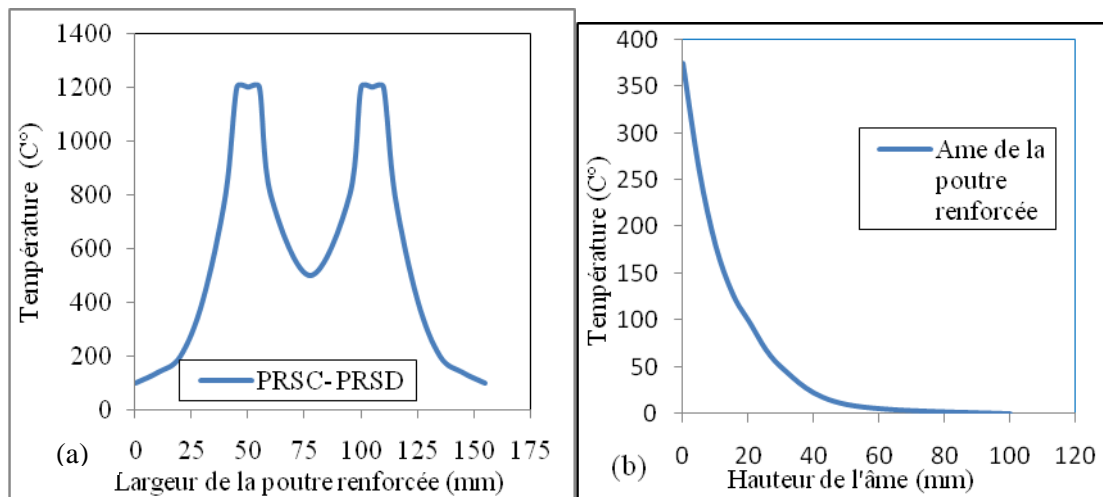 1400
1200
1000
800
600
400
200
0
Température (C°)
PRSC-PRSD
0 25 50 75 100 125 150 175
Largeur de la poutre renforcée (mm)
(a)
400
350
300
250
200
150
100
50
0
Température (C°)
Ame de la
poutre
renforcée
0 20 40 60 80 100 120
Hauteur de l'âme (mm)
(b)